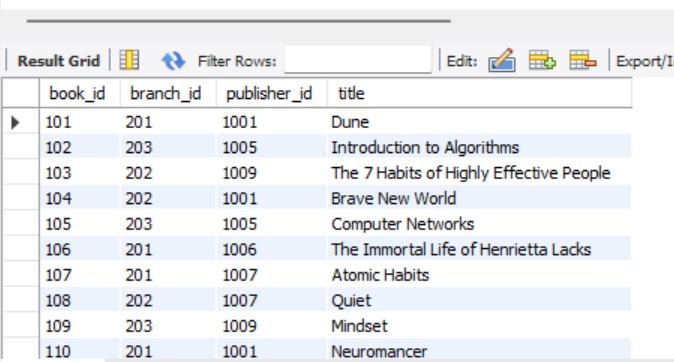 Result Grid Filter Rows: Edit: Export/I
book_id branch_id publisher_id title
101 201 1001 Dune
102 203 1005 Introduction to Algorithms
103 202 1009 The 7 Habits of Highly Effective People
104 202 1001 Brave New World
105 203 1005 Computer Networks
106 201 1006 The Immortal Life of Henrietta Lacks
107 201 1007 Atomic Habits
108 202 1007 Quiet
109 203 1009 Mindset
110 201 1001 Neuromancer